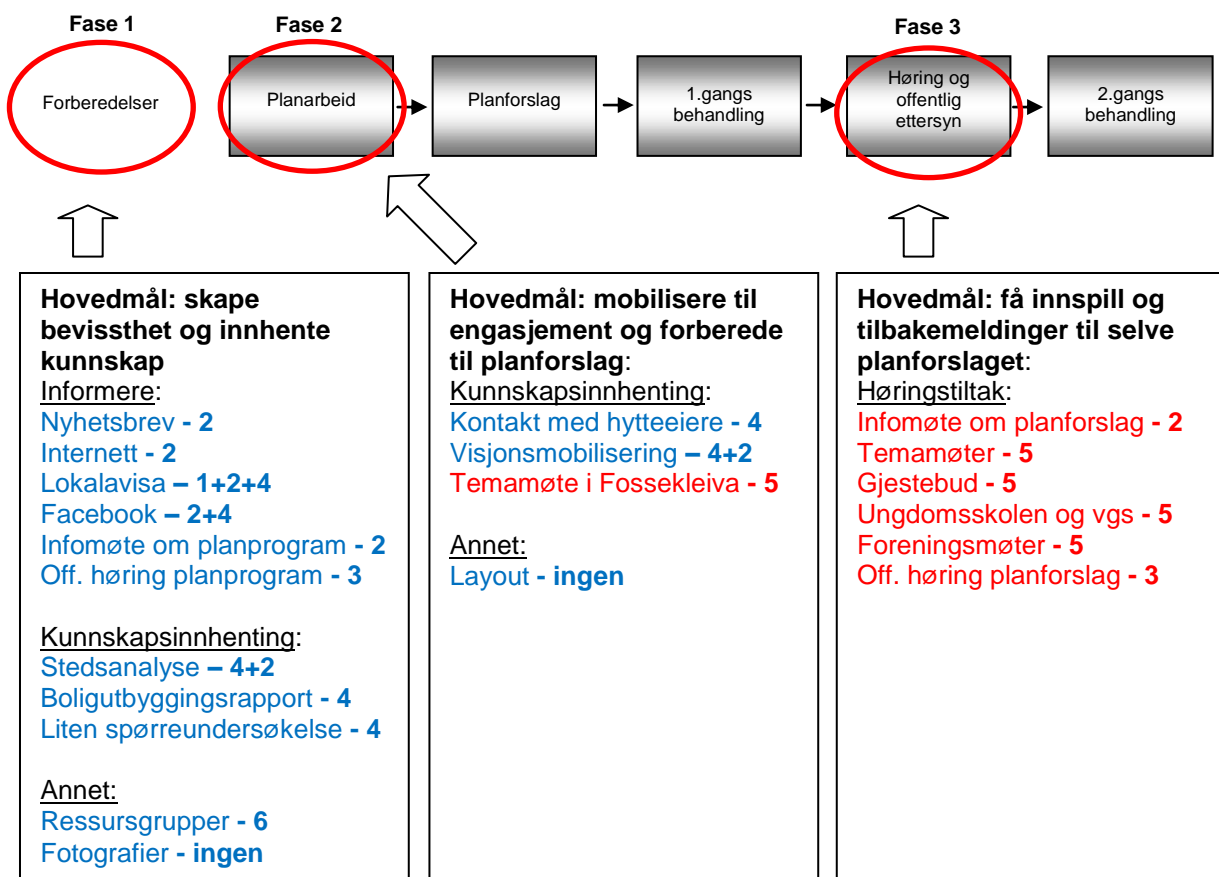 Fase 1
Fase 2
Fase 3
Forberedelser
Planarbeid
Planforslag
1.gangs
behandling
Høring og
offentlig
ettersyn
2.gangs
behandling
Hovedmål: skape
bevissthet og innhente
kunnskap
Informere:
Nyhetsbrev - 2
Internett - 2
Lokalavisa – 1+2+4
Facebook – 2+4
Infomøte om planprogram - 2
Off. høring planprogram - 3
Kunnskapsinnhenting:
Stedsanalyse – 4+2
Boligutbyggingsrapport - 4
Liten spørreundersøkelse - 4
Annet:
Ressursgrupper - 6
Fotografier - ingen
Hovedmål: mobilisere til
engasjement og forberede
til planforslag:
Kunnskapsinnhenting:
Kontakt med hytteeiere - 4
Visjonsmobilisering – 4+2
Temamøte i Fossekleiva - 5
Annet:
Layout - ingen
Hovedmål: få innspill og
tilbakemeldinger til selve
planforslaget:
Høringstiltak:
Infomøte om planforslag - 2
Temamøter - 5
Gjestebud - 5
Ungdomsskolen og vgs - 5
Foreningsmøter - 5
Off. høring planforslag - 3